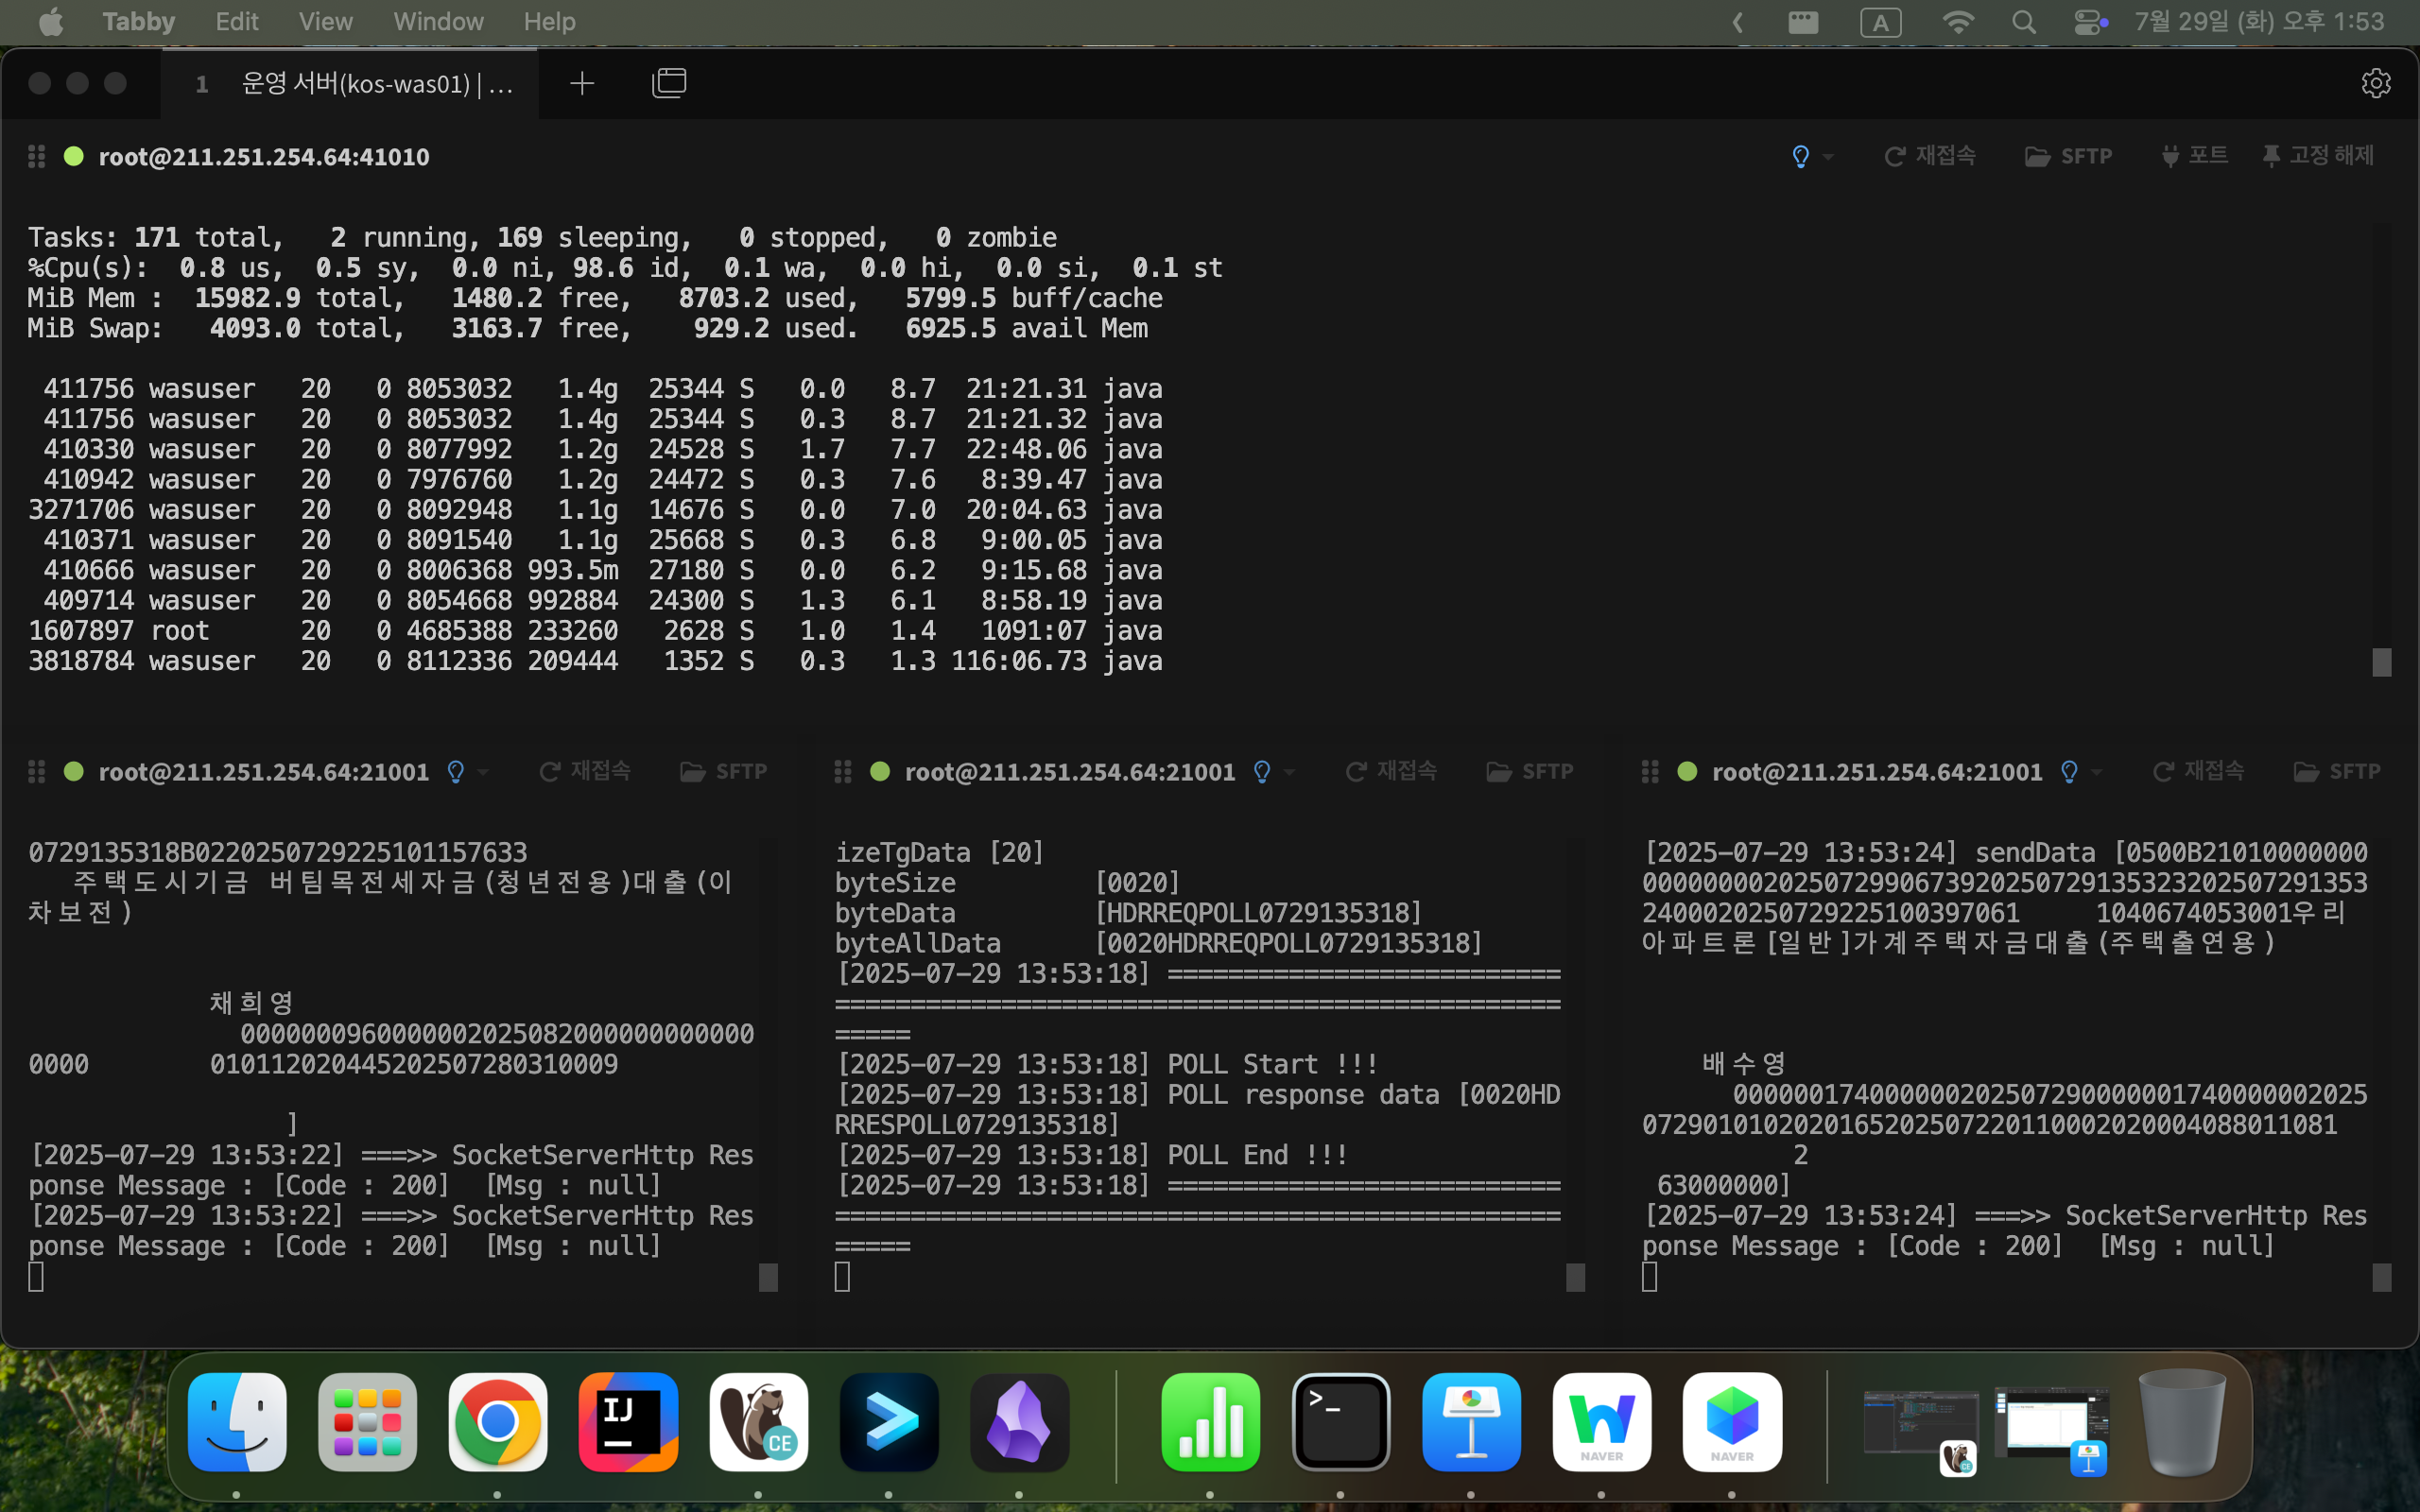 Tabby Edit View Window Help A 7월 29일 (화) 오후 1:53
1 운영 서버(kos-was01) | ...
root@211.251.254.64:41010 재접속 SFTP 포트 고정 해제
Tasks: 171 total, 2 running, 169 sleeping, 0 stopped, 0 zombie
%Cpu(s): 0.8 us, 0.5 sy, 0.0 ni, 98.6 id, 0.1 wa, 0.0 hi, 0.0 si, 0.1 st
MiB Mem : 15982.9 total, 1480.2 free, 8703.2 used, 5799.5 buff/cache
MiB Swap: 4093.0 total, 3163.7 free, 929.2 used. 6925.5 avail Mem
411756 wasuser 20 0 8053032 1.4g 25344 S 0.0 8.7 21:21.31 java
411756 wasuser 20 0 8053032 1.4g 25344 S 0.3 8.7 21:21.32 java
410330 wasuser 20 0 8077992 1.2g 24528 S 1.7 7.7 22:48.06 java
410942 wasuser 20 0 7976760 1.2g 24472 S 0.3 7.6 8:39.47 java
3271706 wasuser 20 0 8092948 1.1g 14676 S 0.0 7.0 20:04.63 java
410371 wasuser 20 0 8091540 1.1g 25668 S 0.3 6.8 9:00.05 java
410666 wasuser 20 0 8006368 993.5m 27180 S 0.0 6.2 9:15.68 java
409714 wasuser 20 0 8054668 992884 24300 S 1.3 6.1 8:58.19 java
1607897 root 20 0 4685388 233260 2628 S 1.0 1.4 1091:07 java
3818784 wasuser 20 0 8112336 209444 1352 S 0.3 1.3 116:06.73 java
root@211.251.254.64:21001 재접속 SFTP
0729135318B0220250729225101157633
주택도시기금 버팀목전세자금(청년전용)대출(이
차보전)
채희영
0000000960000002025082000000000000
0000 010112020445202507280310009
]
[2025-07-29 13:53:22] ===>> SocketServerHttp Res
ponse Message : [Code : 200] [Msg : null]
[2025-07-29 13:53:22] ===>> SocketServerHttp Res
ponse Message : [Code : 200] [Msg : null]
root@211.251.254.64:21001 재접속 SFTP
izeTgData [20]
byteSize [0020]
byteData [HDRREQPOLL0729135318]
byteAllData [0020HDRREQPOLL0729135318]
[2025-07-29 13:53:18] ==========================
================================================
=====
[2025-07-29 13:53:18] POLL Start !!!
[2025-07-29 13:53:18] POLL response data [0020HD
RRESPOLL0729135318]
[2025-07-29 13:53:18] POLL End !!!
[2025-07-29 13:53:18] ==========================
================================================
=====
root@211.251.254.64:21001 재접속 SFTP
[2025-07-29 13:53:24] sendData [0500B21010000000
000000002025072990673920250729135323202507291353
2400020250729225100397061 1040674053001우리
아파트론[일반]가계주택자금대출(주택출연용)
배수영
000000174000000202507290000001740000002025
0729010102020165202507220110002020004088011081
2
63000000]
[2025-07-29 13:53:24] ===>> SocketServerHttp Res
ponse Message : [Code : 200] [Msg : null]
IJ
CE
>_
NAVER
NAVER